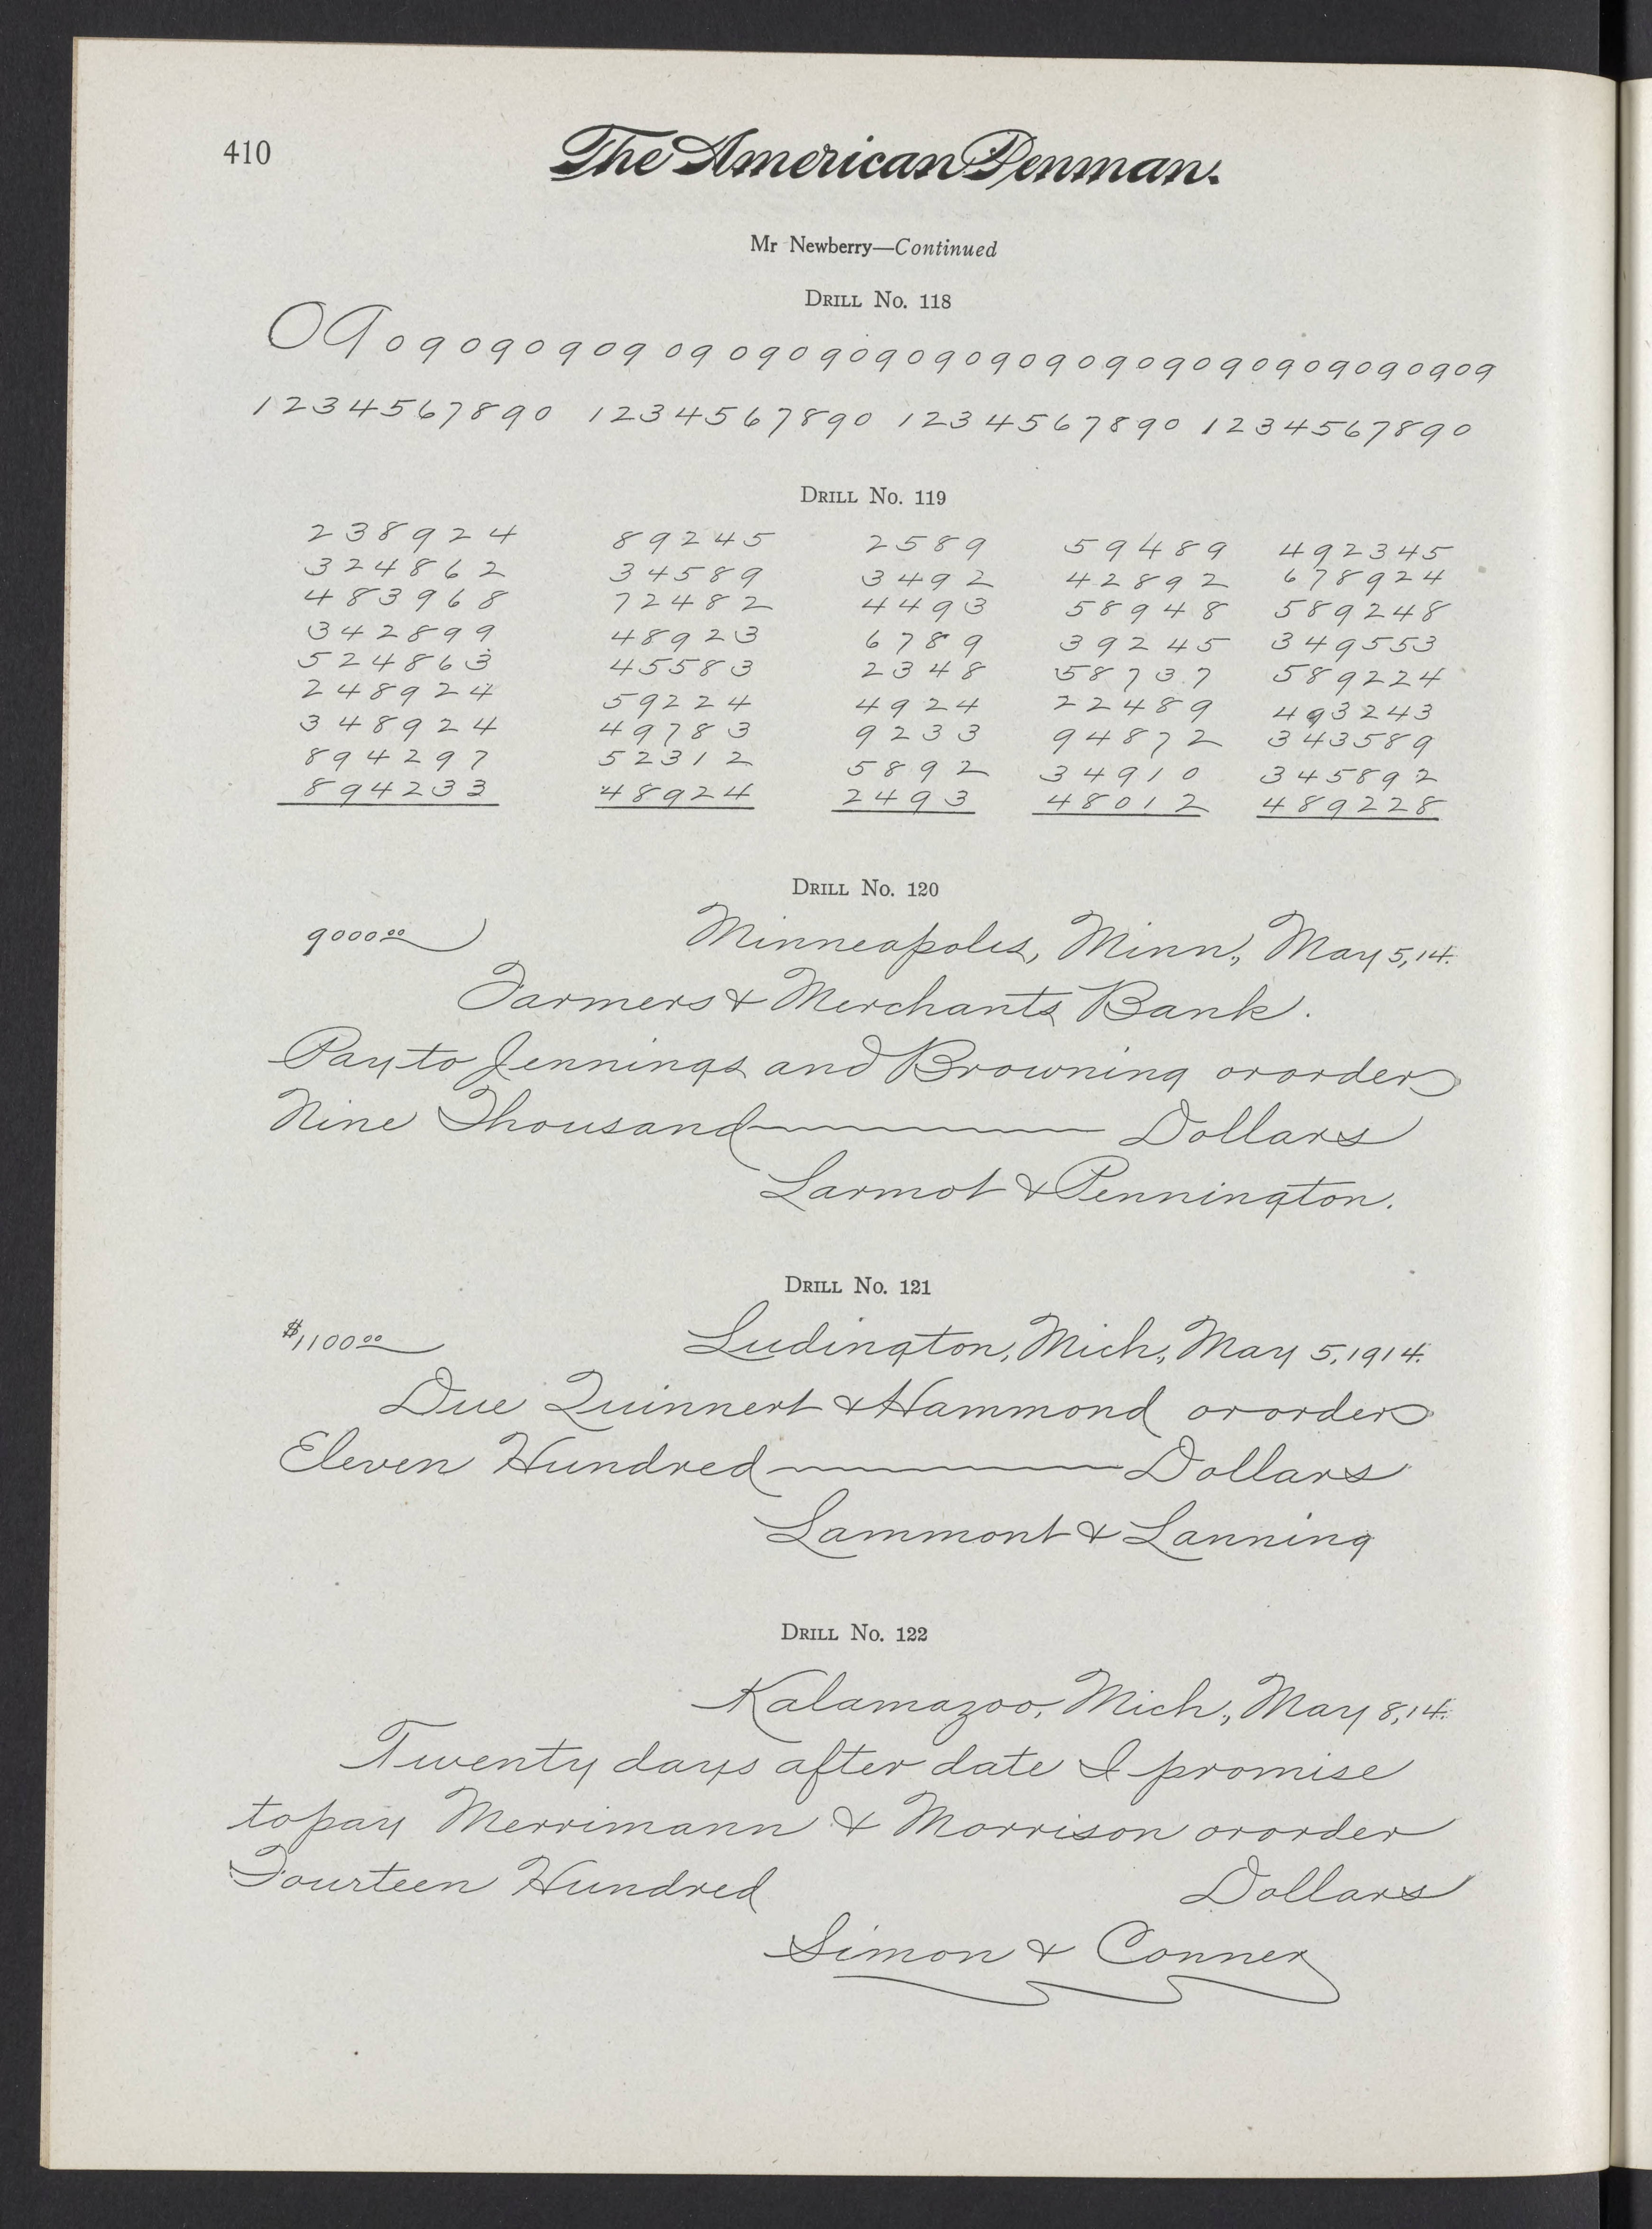 410
The American Penman.
Mr Newberry—Continued
DRILL No. 118
09090909090909090909090909090909090909090909
1234567890 1234567890 1234567890 1234567890
DRILL No. 119
238924 89245 2589 59489 492345
324862 34589 3492 42892 678924
483968 72482 4493 58948 589248
342899 48923 6789 39245 349553
524863 45583 2348 58737 589224
248924 59224 4924 22489 493243
348924 49783 9233 94872 343589
894297 52312 5892 34910 345892
894233 48924 2493 48012 489228
DRILL No. 120
9000 00 Minneapolis, Minn., May 5, 14.
Farmers & Merchants Bank.
Pay to Jennings and Browning or order
Nine Thousand Dollars
Larmot & Pennington.
DRILL No. 121
$1100 00 Ludington, Mich., May 5, 1914.
Due Quinnert & Hammond or order
Eleven Hundred Dollars
Lammont & Lanning
DRILL No. 122
Kalamazoo, Mich., May 8, 14.
Twenty days after date I promise
to pay Merrimann & Morrison or order
Fourteen Hundred Dollars
Simon & Conner